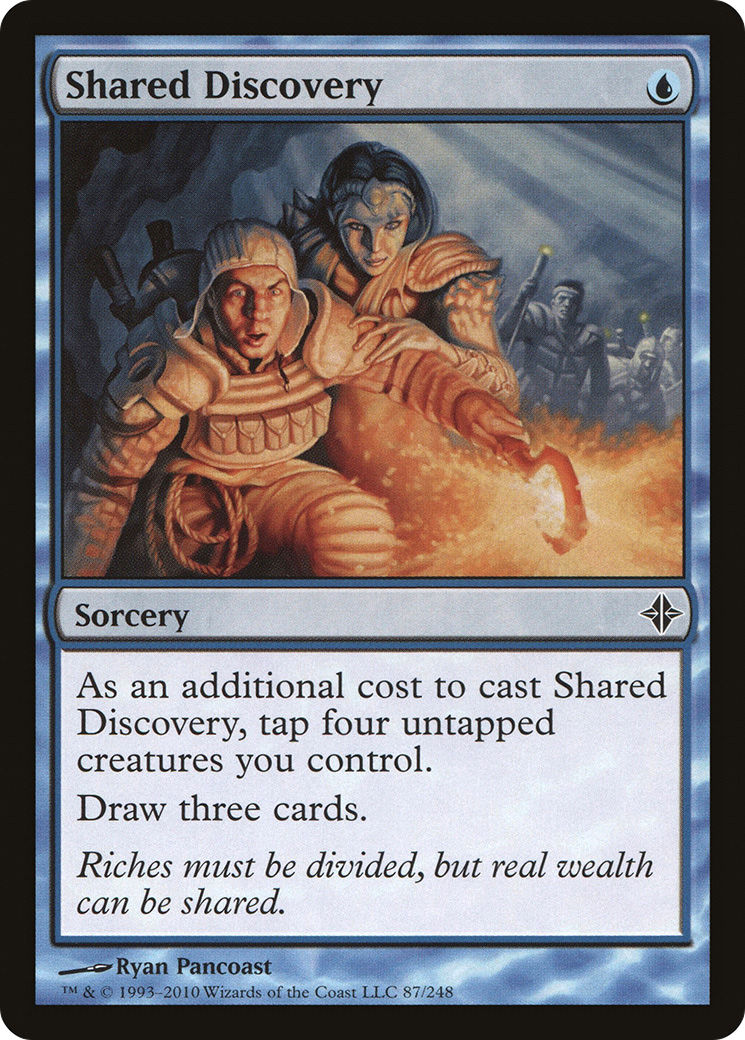 Shared Discovery
Sorcery
As an additional cost to cast Shared
Discovery, tap four untapped
creatures you control.
Draw three cards.
Riches must be divided, but real wealth
can be shared.
Ryan Pancoast
™ & © 1993–2010 Wizards of the Coast LLC 87/248